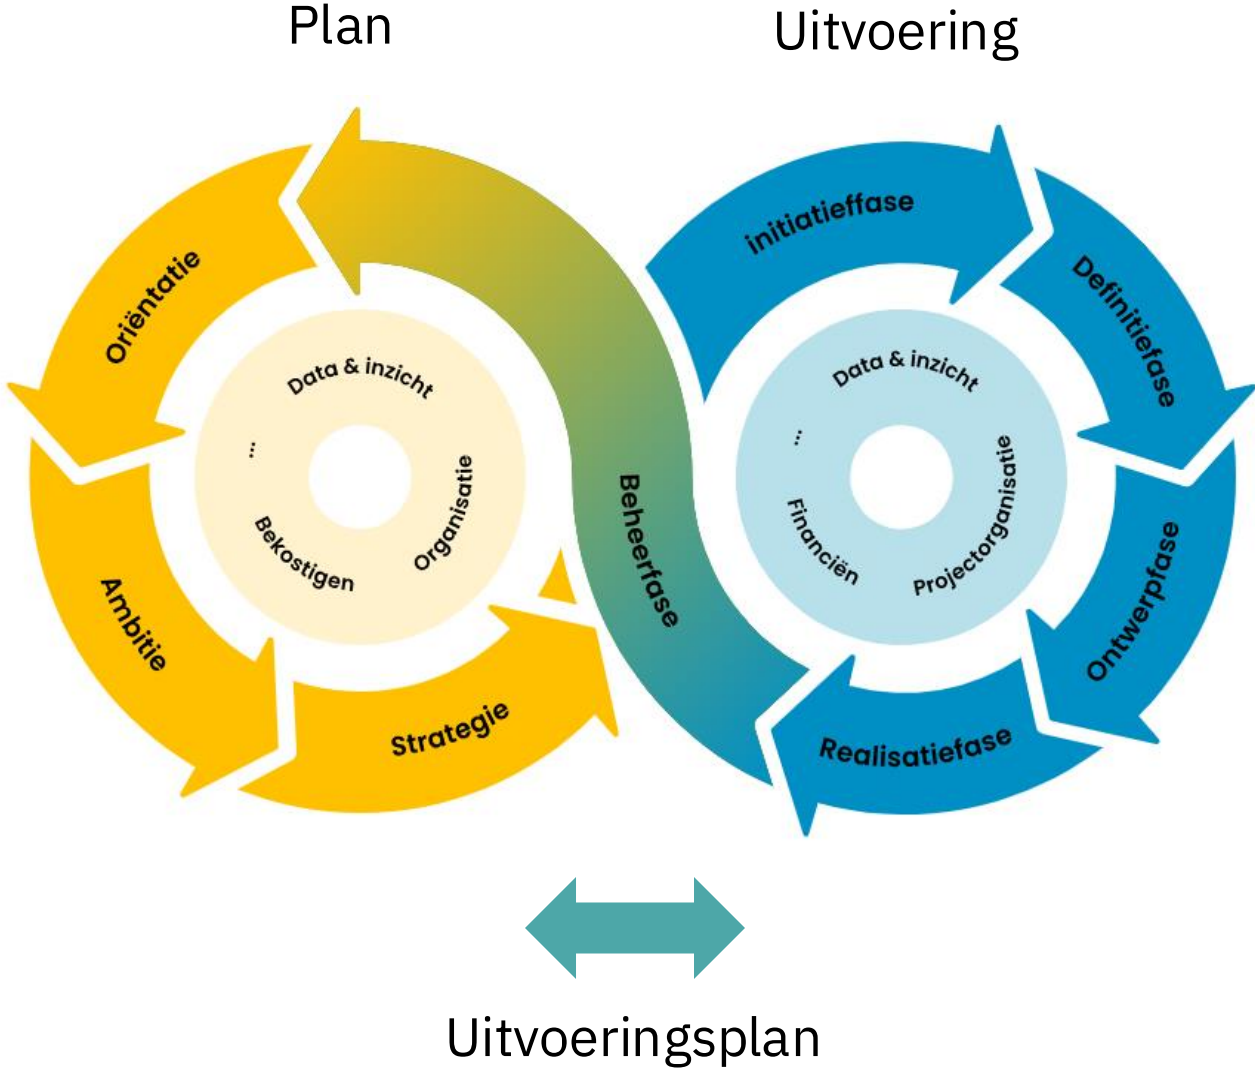 Plan
Uitvoering
Oriëntatie
Ambitie
Strategie
Data & inzicht
Organisatie
Bekostigen
...
Beheerfase
initiatieffase
Definitiefase
Ontwerpfase
Realisatiefase
Data & inzicht
Projectorganisatie
Financiën
...
Uitvoeringsplan